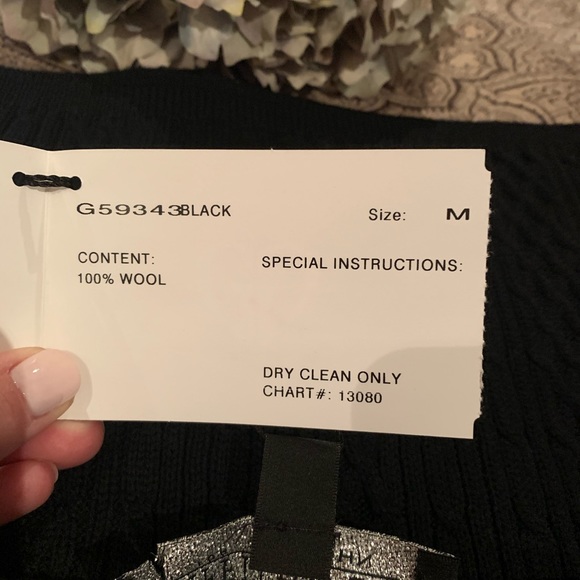 G59343BLACK Size: M
CONTENT: SPECIAL INSTRUCTIONS:
100% WOOL
DRY CLEAN ONLY
CHART#: 13080